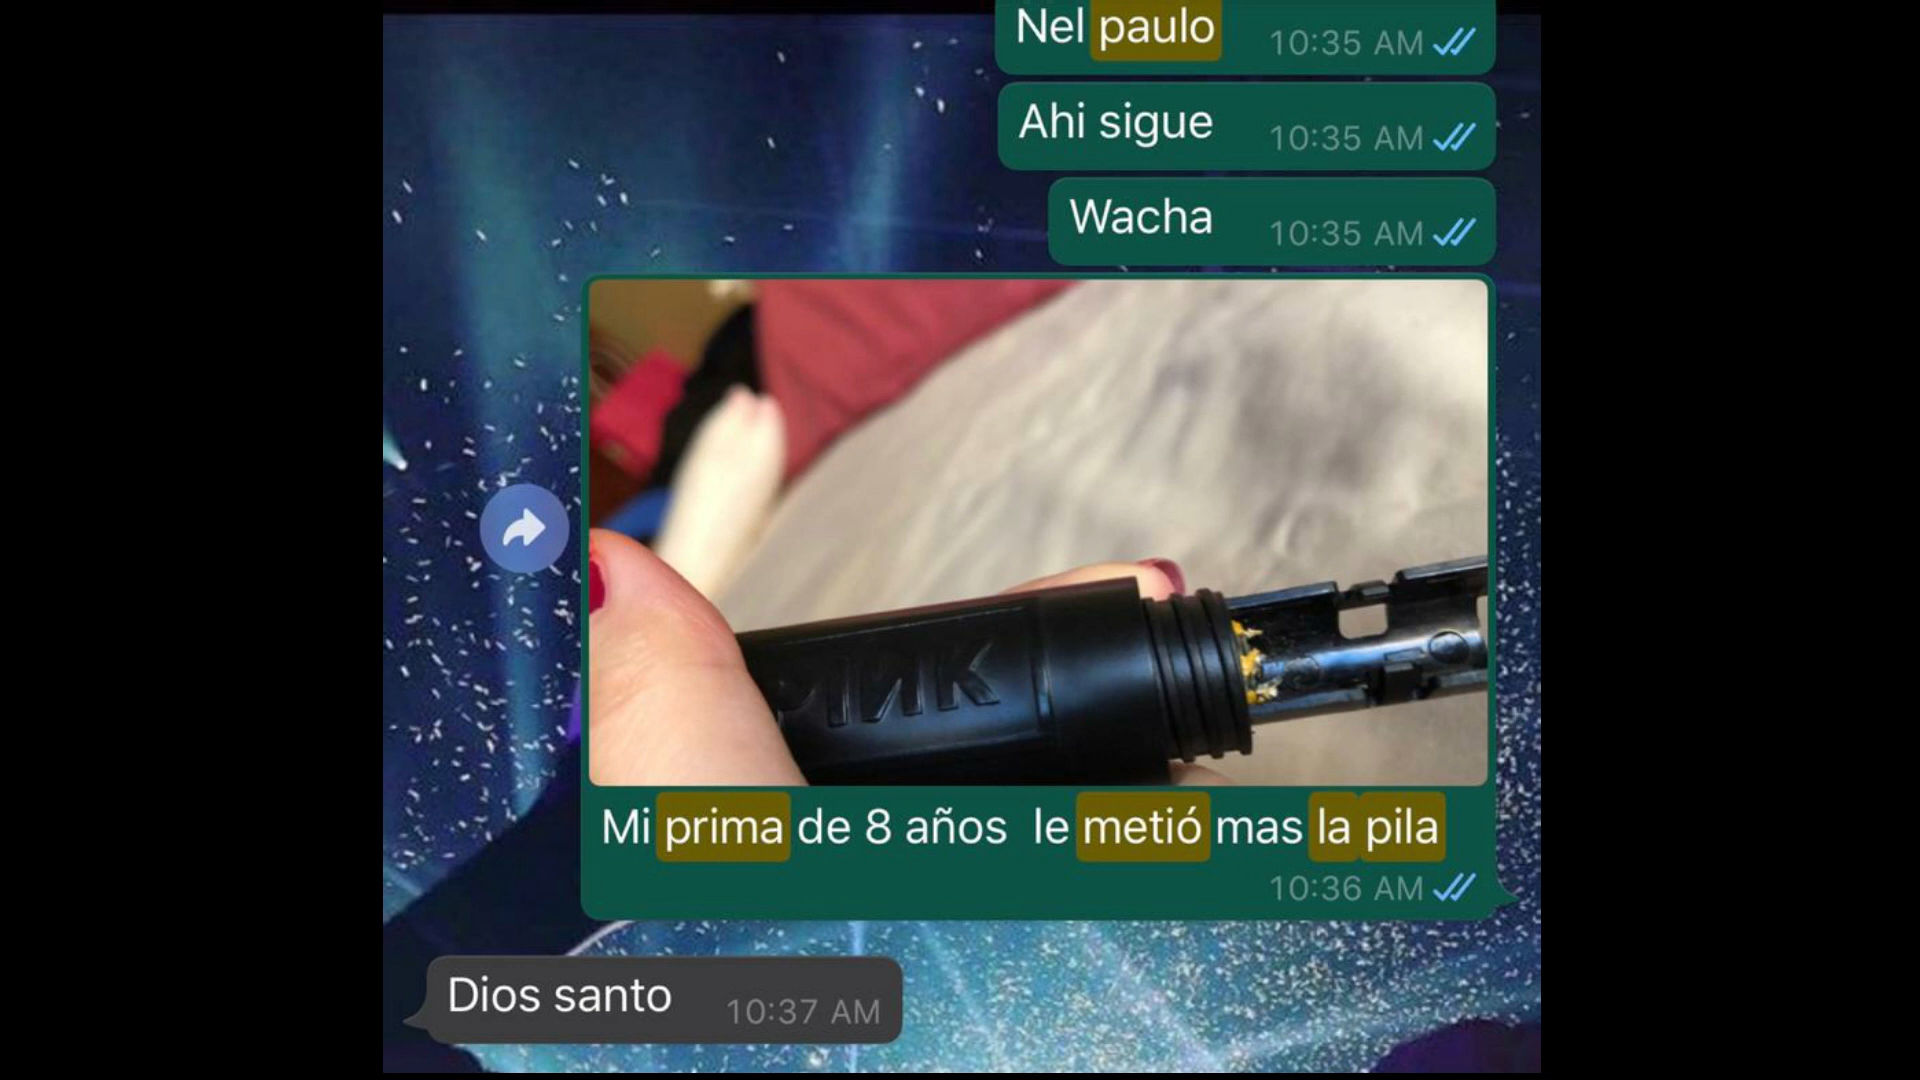 Nel paulo 10:35 AM
Ahi sigue 10:35 AM
Wacha 10:35 AM
Mi prima de 8 años le metió mas la pila
10:36 AM
Dios santo 10:37 AM